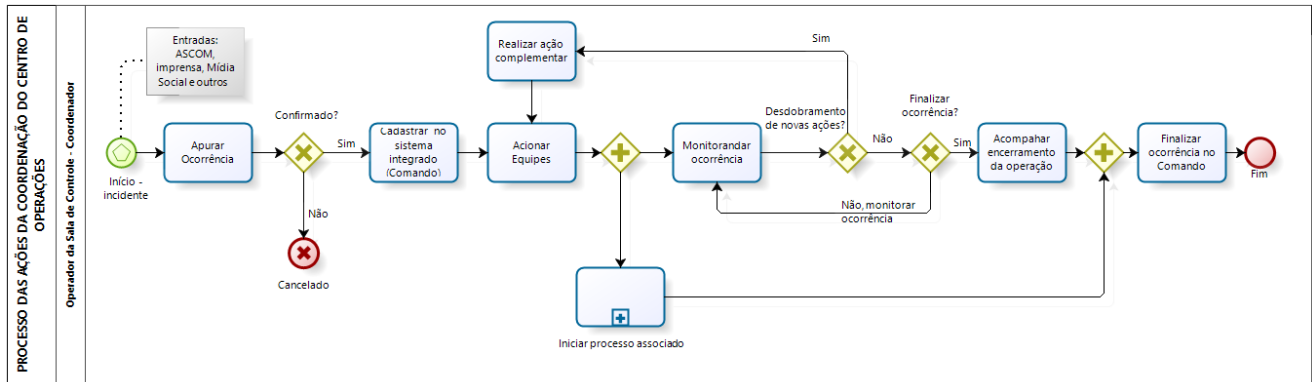 PROCESSO DAS AÇÕES DA COORDENAÇÃO DO CENTRO DE
OPERAÇÕES
Operador da Sala de Controle - Coordenador
Entradas:
ASCOM,
imprensa, Mídia
Social e outros
Início -
incidente
Apurar
Ocorrência
Confirmado?
Sim
Não
Cancelado
Cadastrar no
sistema
integrado
(Comando)
Realizar ação
complementar
Acionar
Equipes
Iniciar processo associado
Monitorandar
ocorrência
Desdobramento
de novas ações?
Sim
Não
Finalizar
ocorrência?
Sim
Não, monitorar
ocorrência
Acompahar
encerramento
da operação
Finalizar
ocorrência no
Comando
Fim